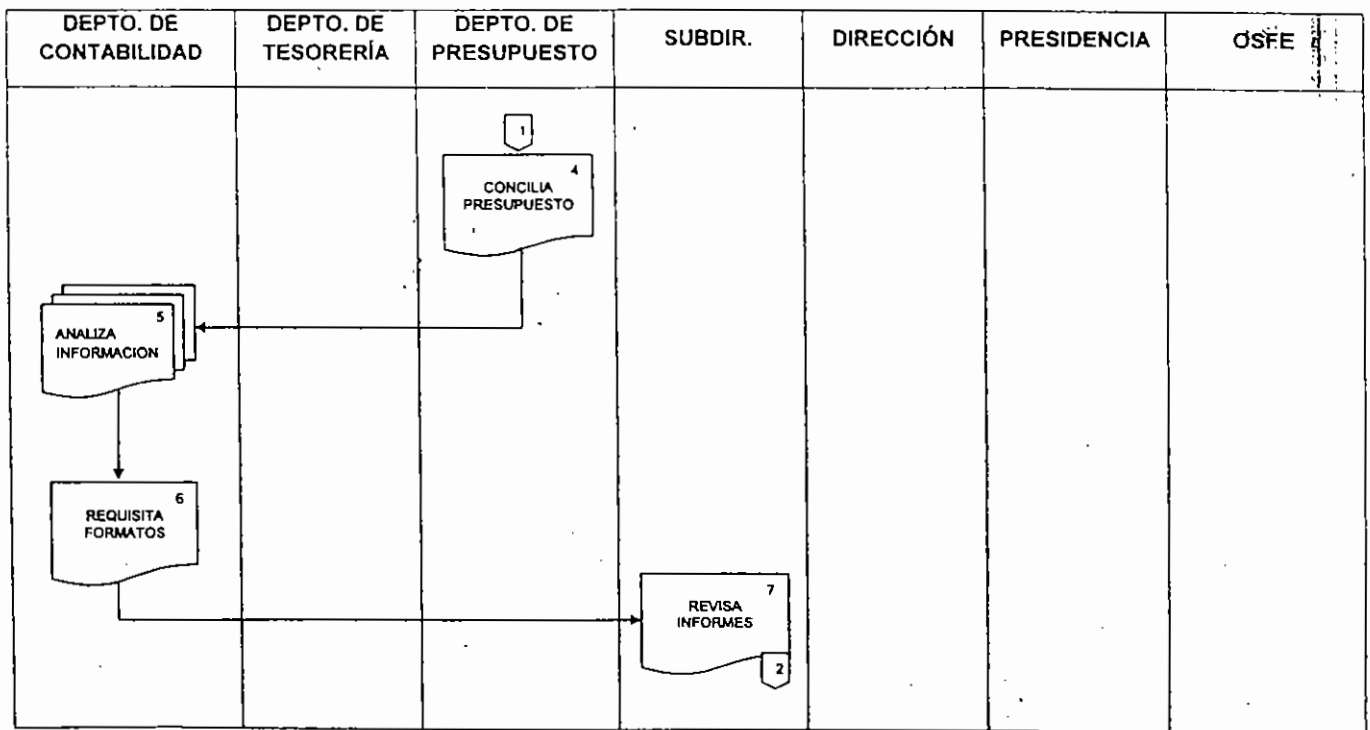 DEPTO. DE
CONTABILIDAD
DEPTO. DE
TESORERÍA
DEPTO. DE
PRESUPUESTO
SUBDIR.
DIRECCIÓN
PRESIDENCIA
OSFE
1
4
CONCILIA
PRESUPUESTO
5
ANALIZA
INFORMACION
6
REQUISITA
FORMATOS
7
REVISA
INFORMES
2